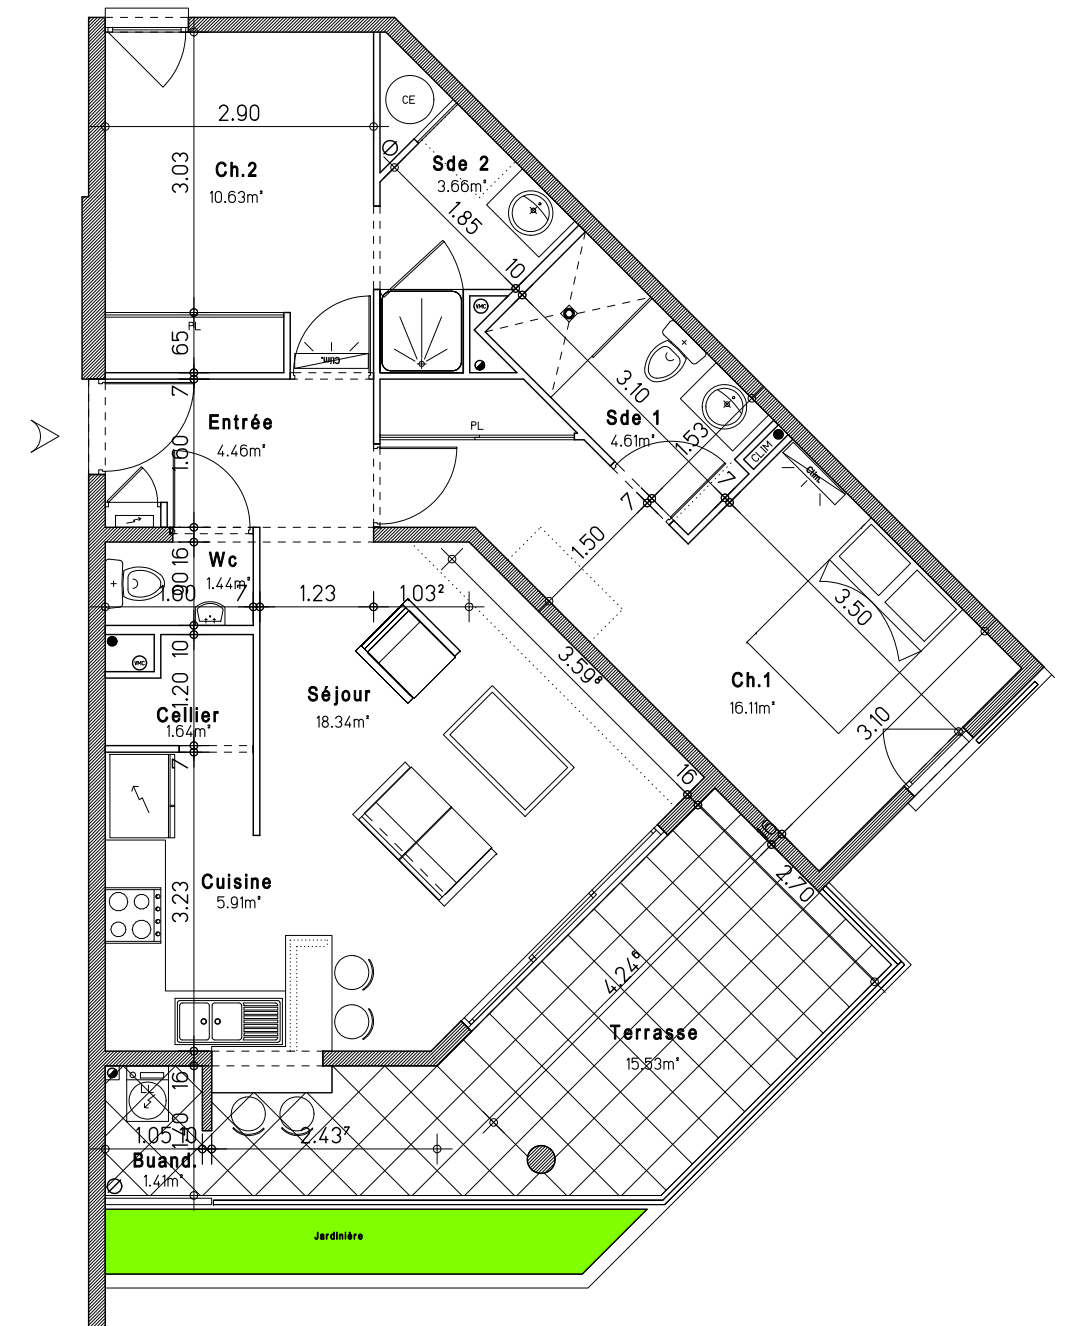 CE
2.90
Sde 2
3.66m²
3.03
Ch.2
10.63m²
1.85
10
VMC
PL
65
Clim.
7
3.10
Entrée
4.46m²
PL
Sde 1
4.61m²
1.53
CLIM
Clim.
1.60
7
7
1.50
16
Wc
1.44m²
90
1.60
7
1.23
1.03²
3.50
10
VMC
3.59⁸
Ch.1
16.11m²
1.20
Séjour
18.34m²
Cellier
1.64m²
3.10
7
16
10
2.70
Cuisine
5.91m²
3.23
4.24⁶
Terrasse
15.53m²
16
1.05
10
1.40
2.43⁷
Buand.
1.41m²
Jardinière